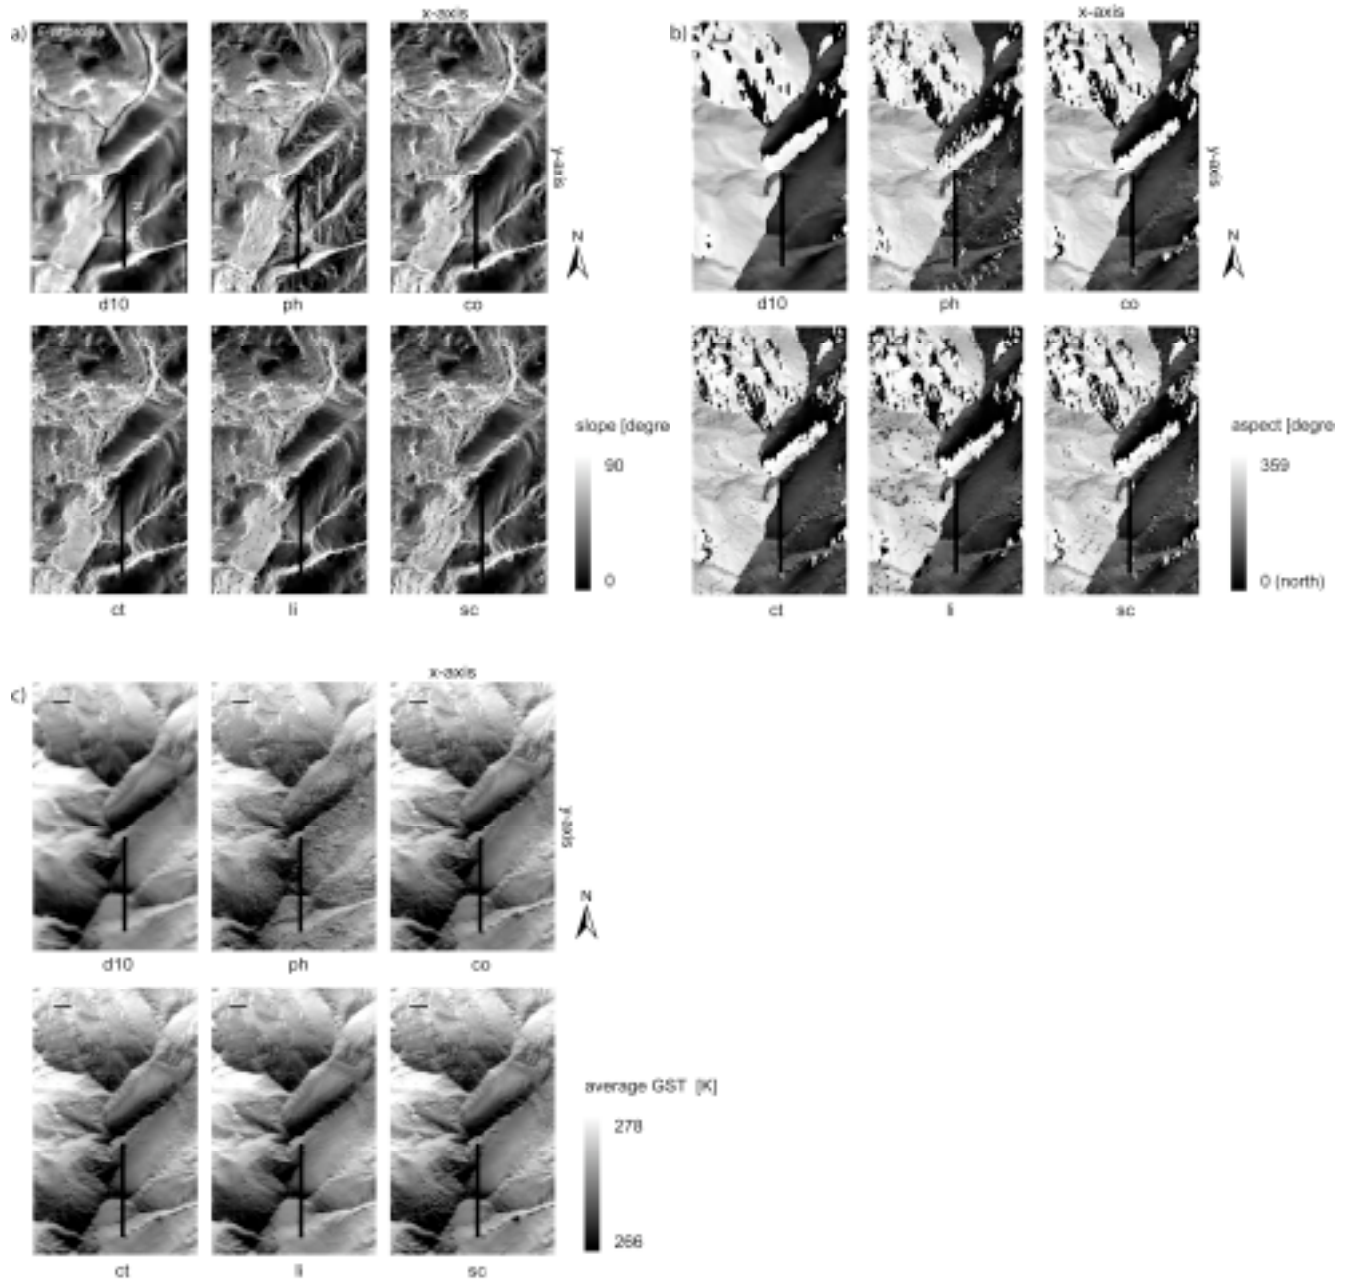 a)
x-axis
y-axis
N
d10
ph
co
slope [degre
90
0
ct
li
sc
b)
x-axis
y-axis
N
d10
ph
co
aspect [degre
359
0 (north)
ct
li
sc
c)
x-axis
y-axis
N
d10
ph
co
average GST [K]
278
266
ct
li
sc